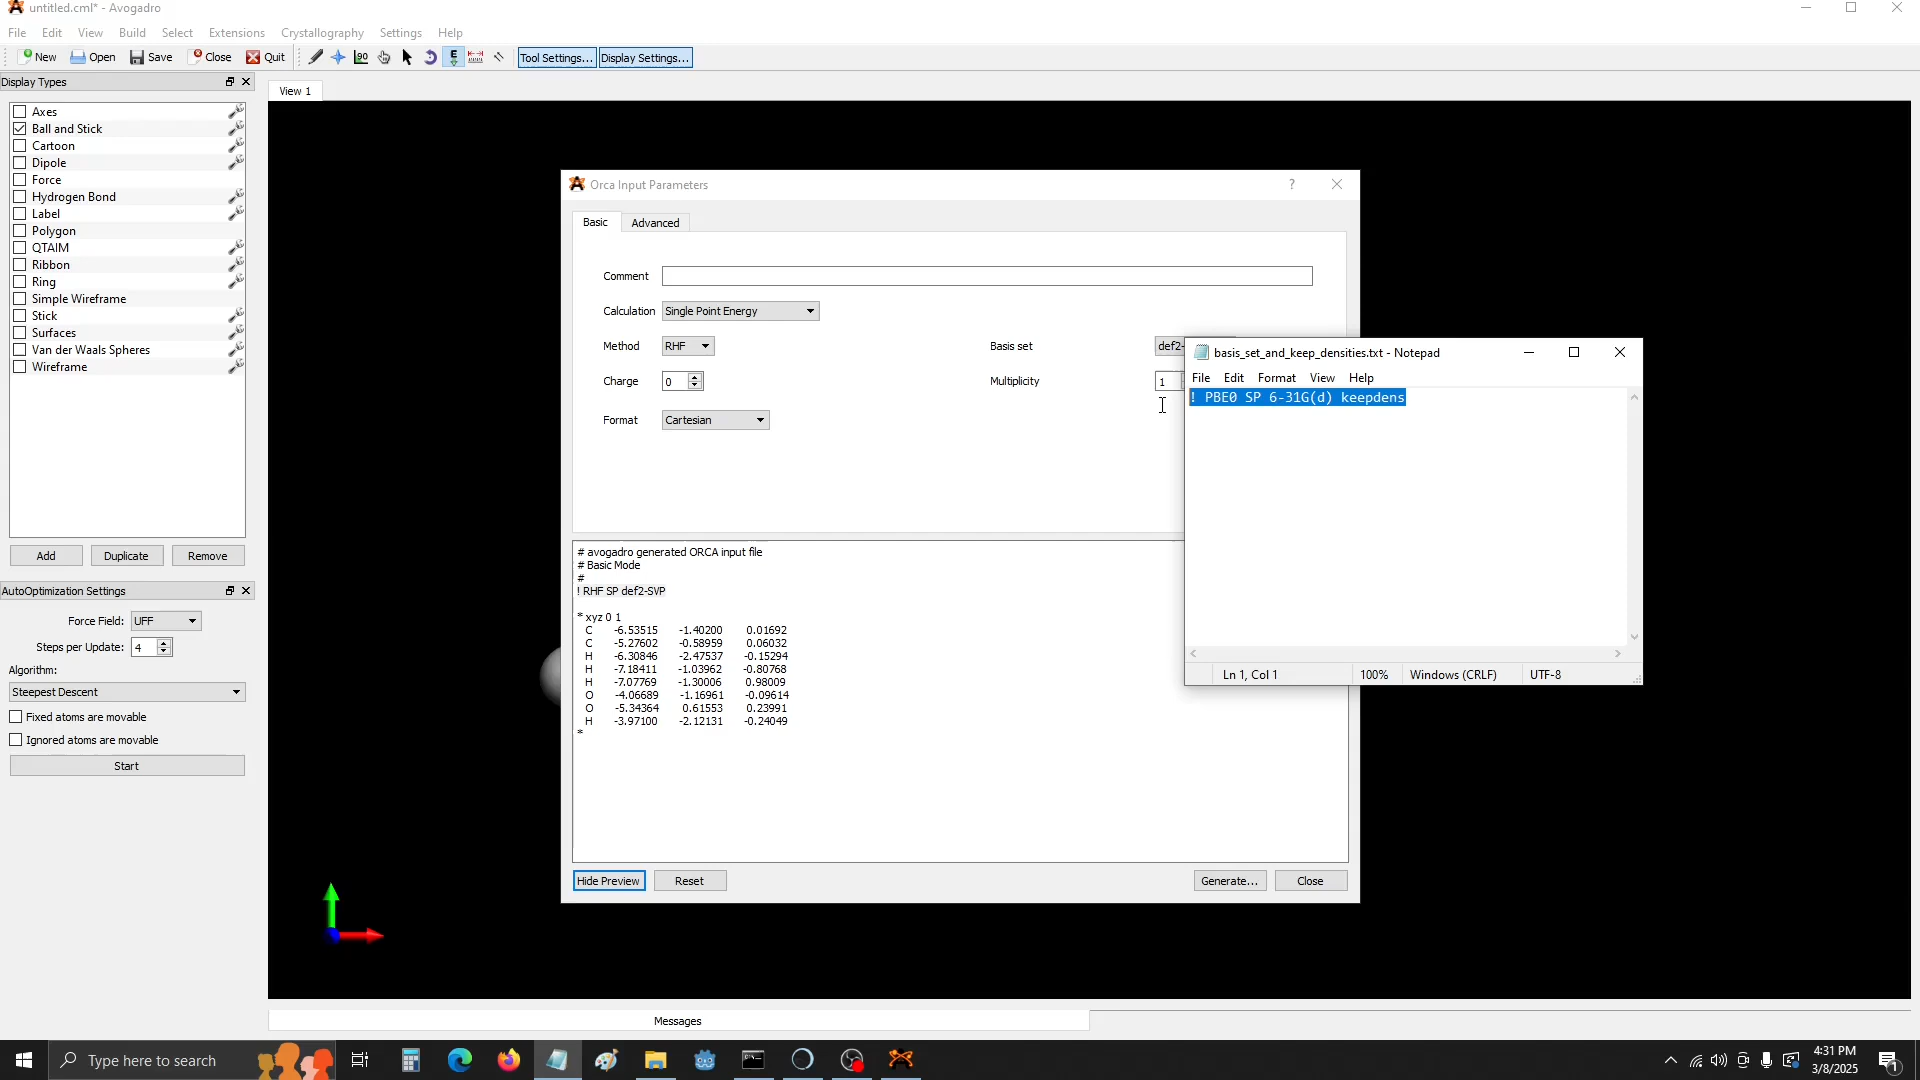 untitled.cml* - Avogadro
File Edit View Build Select Extensions Crystallography Settings Help
New Open Save Close Quit Tool Settings... Display Settings...
Display Types
Axes
Ball and Stick
Cartoon
Dipole
Force
Hydrogen Bond
Label
Polygon
QTAIM
Ribbon
Ring
Simple Wireframe
Stick
Surfaces
Van der Waals Spheres
Wireframe
Add Duplicate Remove
AutoOptimization Settings
Force Field: UFF
Steps per Update: 4
Algorithm:
Steepest Descent
Fixed atoms are movable
Ignored atoms are movable
Start
View 1
Orca Input Parameters ?
Basic Advanced
Comment
Calculation Single Point Energy
Method RHF Basis set def2-
Charge 0 Multiplicity 1
Format Cartesian
# avogadro generated ORCA input file
# Basic Mode
#
! RHF SP def2-SVP
* xyz 0 1
C -6.53515 -1.40200 0.01692
C -5.27602 -0.58959 0.06032
H -6.30846 -2.47537 -0.15294
H -7.18411 -1.03962 -0.80768
H -7.07769 -1.30006 0.98009
O -4.06689 -1.16961 -0.09614
O -5.34364 0.61553 0.23991
H -3.97100 -2.12131 -0.24049
*
Hide Preview Reset Generate... Close
basis_set_and_keep_densities.txt - Notepad
File Edit Format View Help
! PBE0 SP 6-31G(d) keepdens
Ln 1, Col 1 100% Windows (CRLF) UTF-8
Messages
Type here to search
4:31 PM
3/8/2025
1